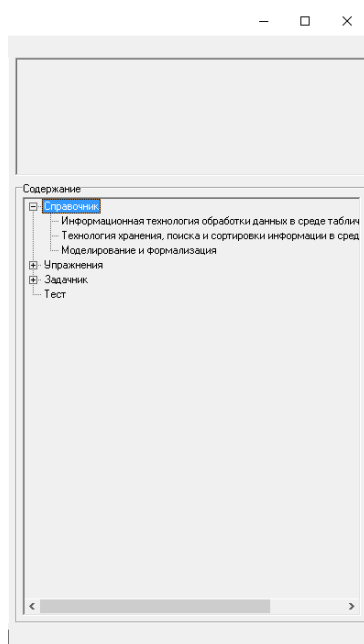 Содержание
Справочник
Информационная технология обработки данных в среде таблич
Технология хранения, поиска и сортировки информации в сред
Моделирование и формализация
Упражнения
Задачник
Тест